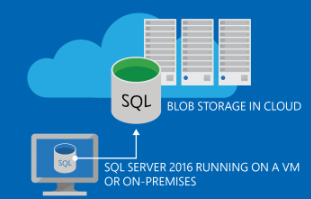 SQL
BLOB STORAGE IN CLOUD
SQL
SQL SERVER 2016 RUNNING ON A VM
OR ON-PREMISES